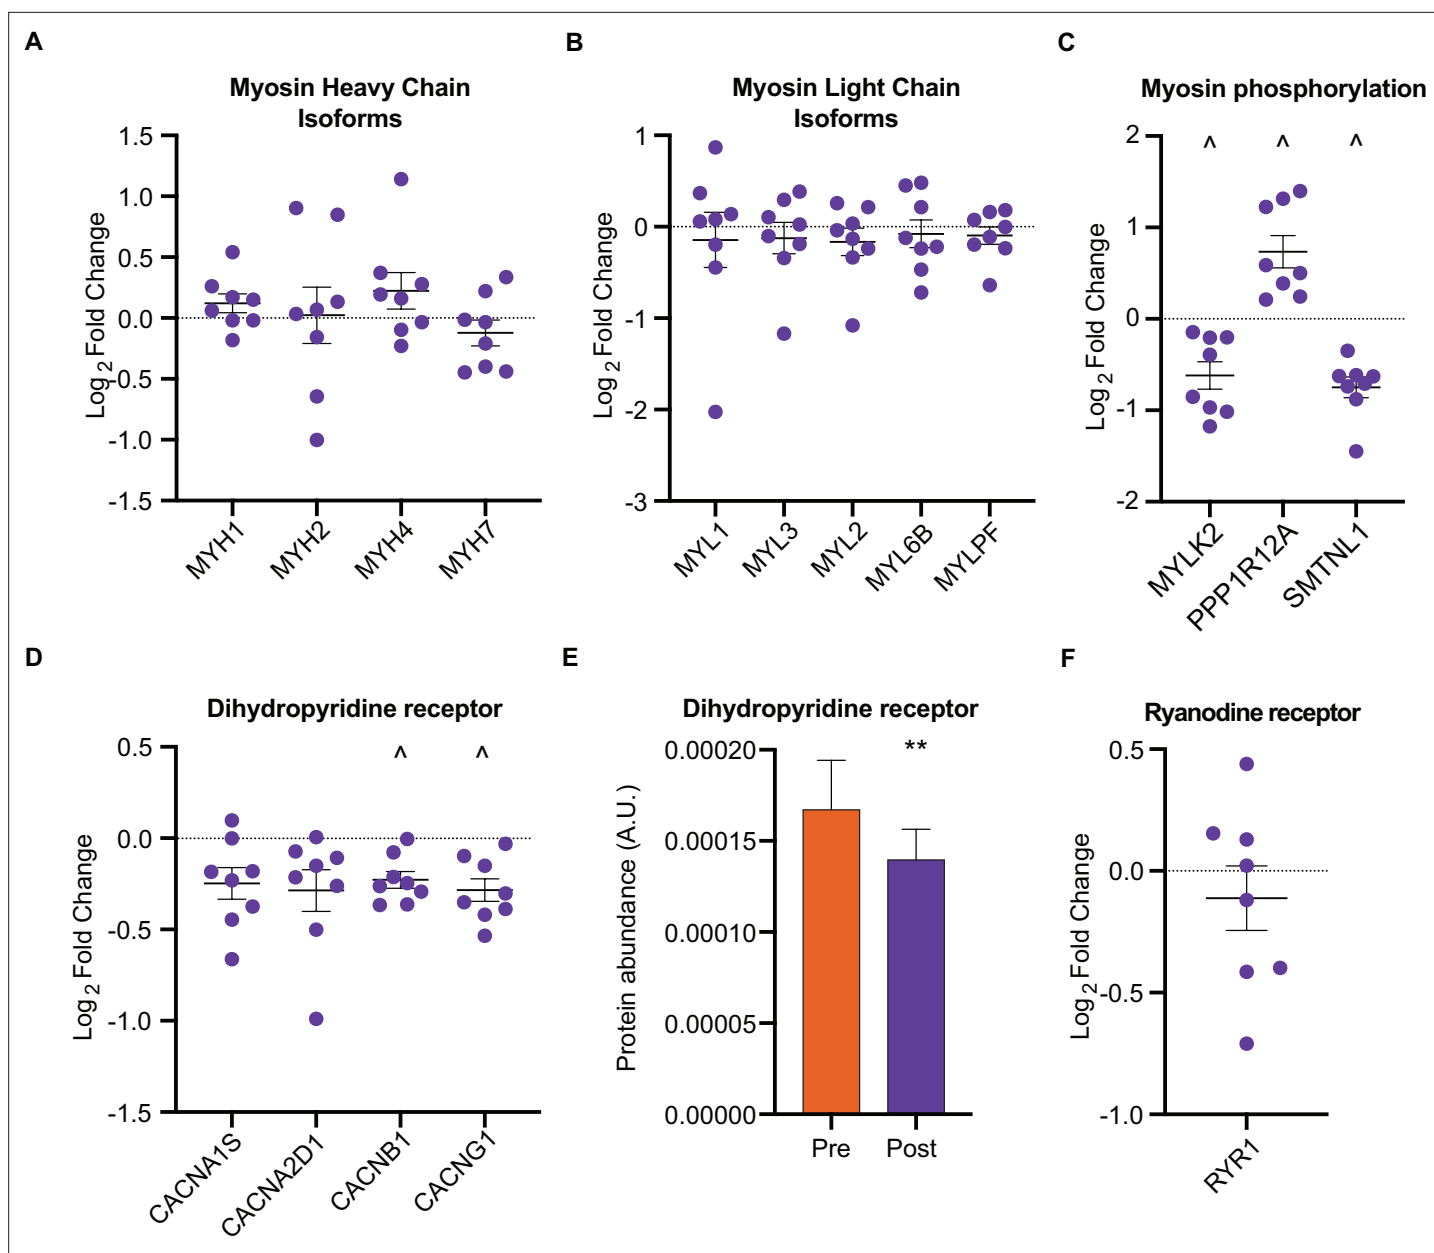 A
Myosin Heavy Chain
Isoforms
Log2 Fold Change
1.5
1.0
0.5
0.0
-0.5
-1.0
-1.5
MYH1
MYH2
MYH4
MYH7
B
Myosin Light Chain
Isoforms
Log2 Fold Change
1
0
-1
-2
-3
MYL1
MYL3
MYL2
MYL6B
MYLPF
C
Myosin phosphorylation
Log2 Fold Change
2
1
0
-1
-2
^ ^ ^
MYLK2
PPP1R12A
SMTNL1
D
Dihydropyridine receptor
Log2 Fold Change
0.5
0.0
-0.5
-1.0
-1.5
^ ^
CACNA1S
CACNA2D1
CACNB1
CACNG1
E
Dihydropyridine receptor
Protein abundance (A.U.)
0.00020
0.00015
0.00010
0.00005
0.00000
**
Pre Post
F
Ryanodine receptor
Log2 Fold Change
0.5
0.0
-0.5
-1.0
RYR1